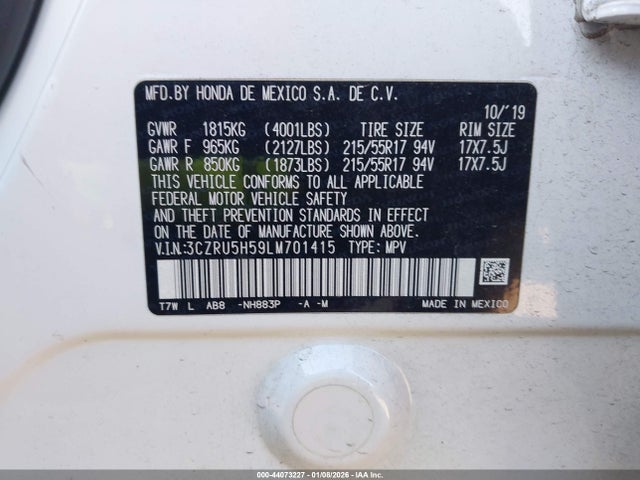 MFD.BY HONDA DE MEXICO S.A. DE C.V.
10/'19
GVWR 1815KG (4001LBS) TIRE SIZE RIM SIZE
GAWR F 965KG (2127LBS) 215/55R17 94V 17X7.5J
GAWR R 850KG (1873LBS) 215/55R17 94V 17X7.5J
THIS VEHICLE CONFORMS TO ALL APPLICABLE
FEDERAL MOTOR VEHICLE SAFETY
AND THEFT PREVENTION STANDARDS IN EFFECT
ON THE DATE OF MANUFACTURE SHOWN ABOVE.
V.I.N.:3CZRU5H59LM701415 TYPE: MPV
T7W L AB8 -NH883P -A -M MADE IN MEXICO
000-44073227 - 01/08/2026 - IAAI.COM